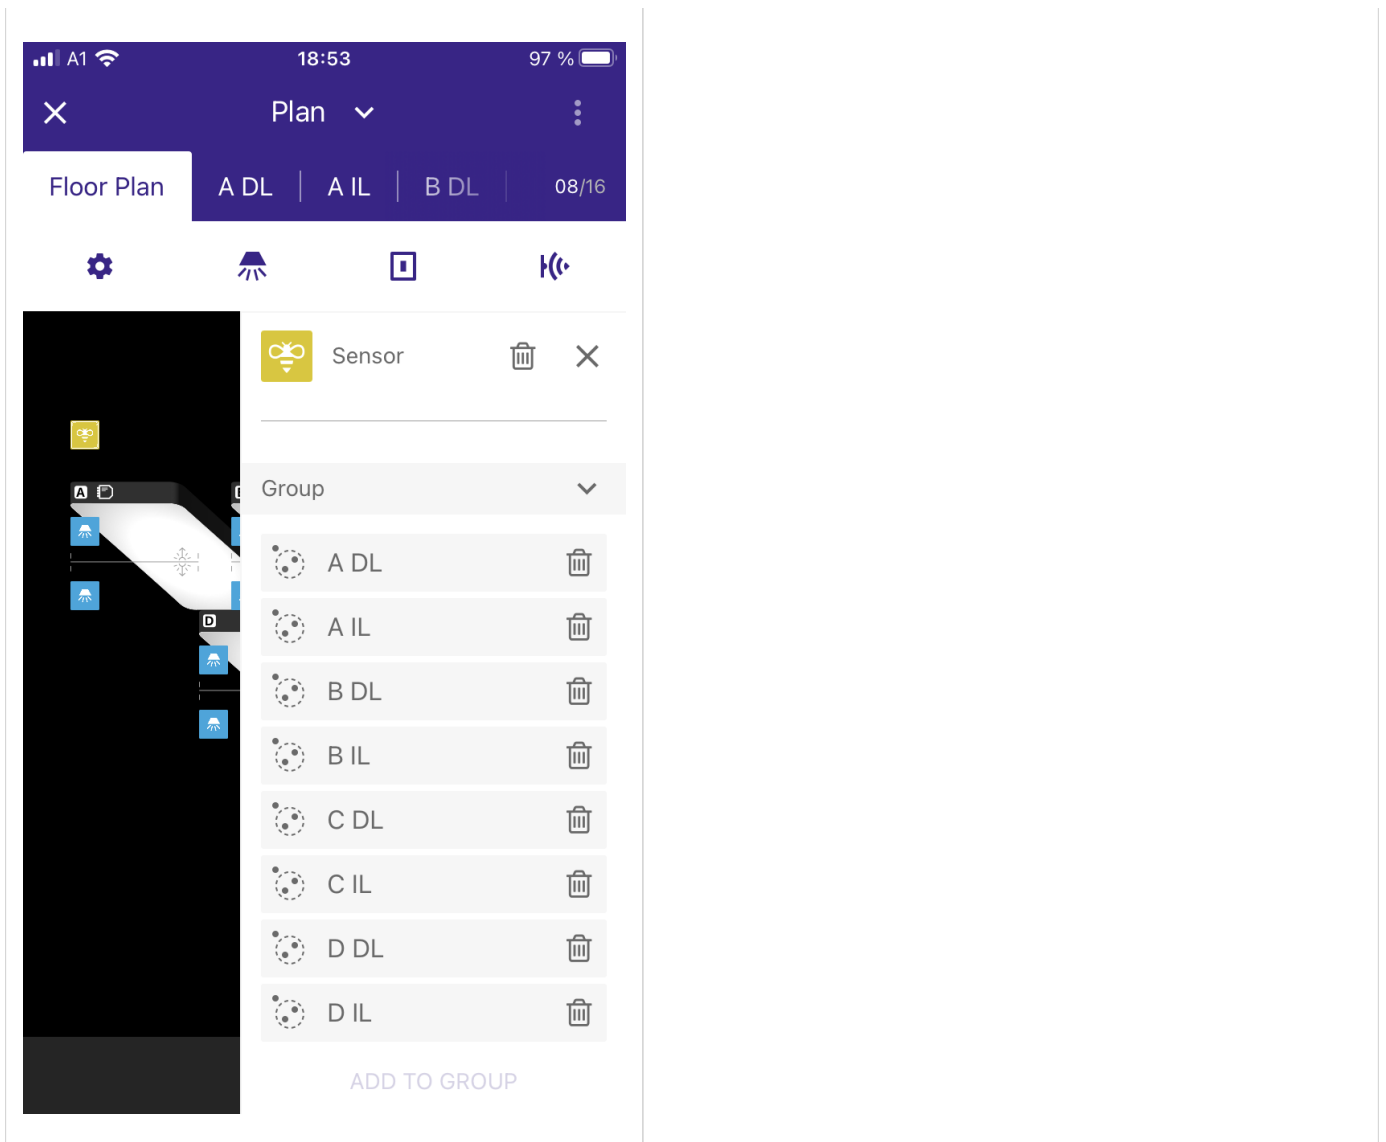 A1 18:53 97 %
Plan
Floor Plan A DL A IL B DL 08/16
Sensor
A
Group
A DL
A IL
D
B DL
B IL
C DL
C IL
D DL
D IL
ADD TO GROUP